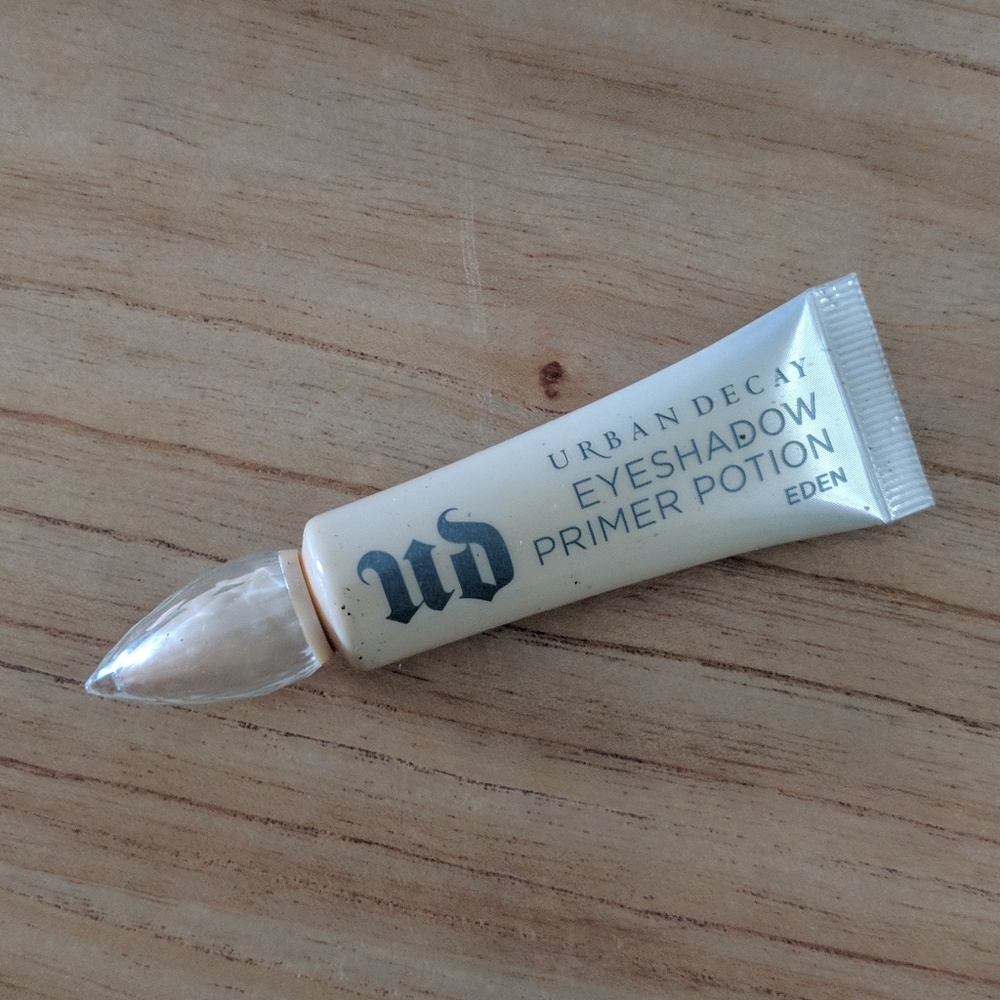 URBAN DECAY
EYESHADOW
PRIMER POTION
EDEN
UD